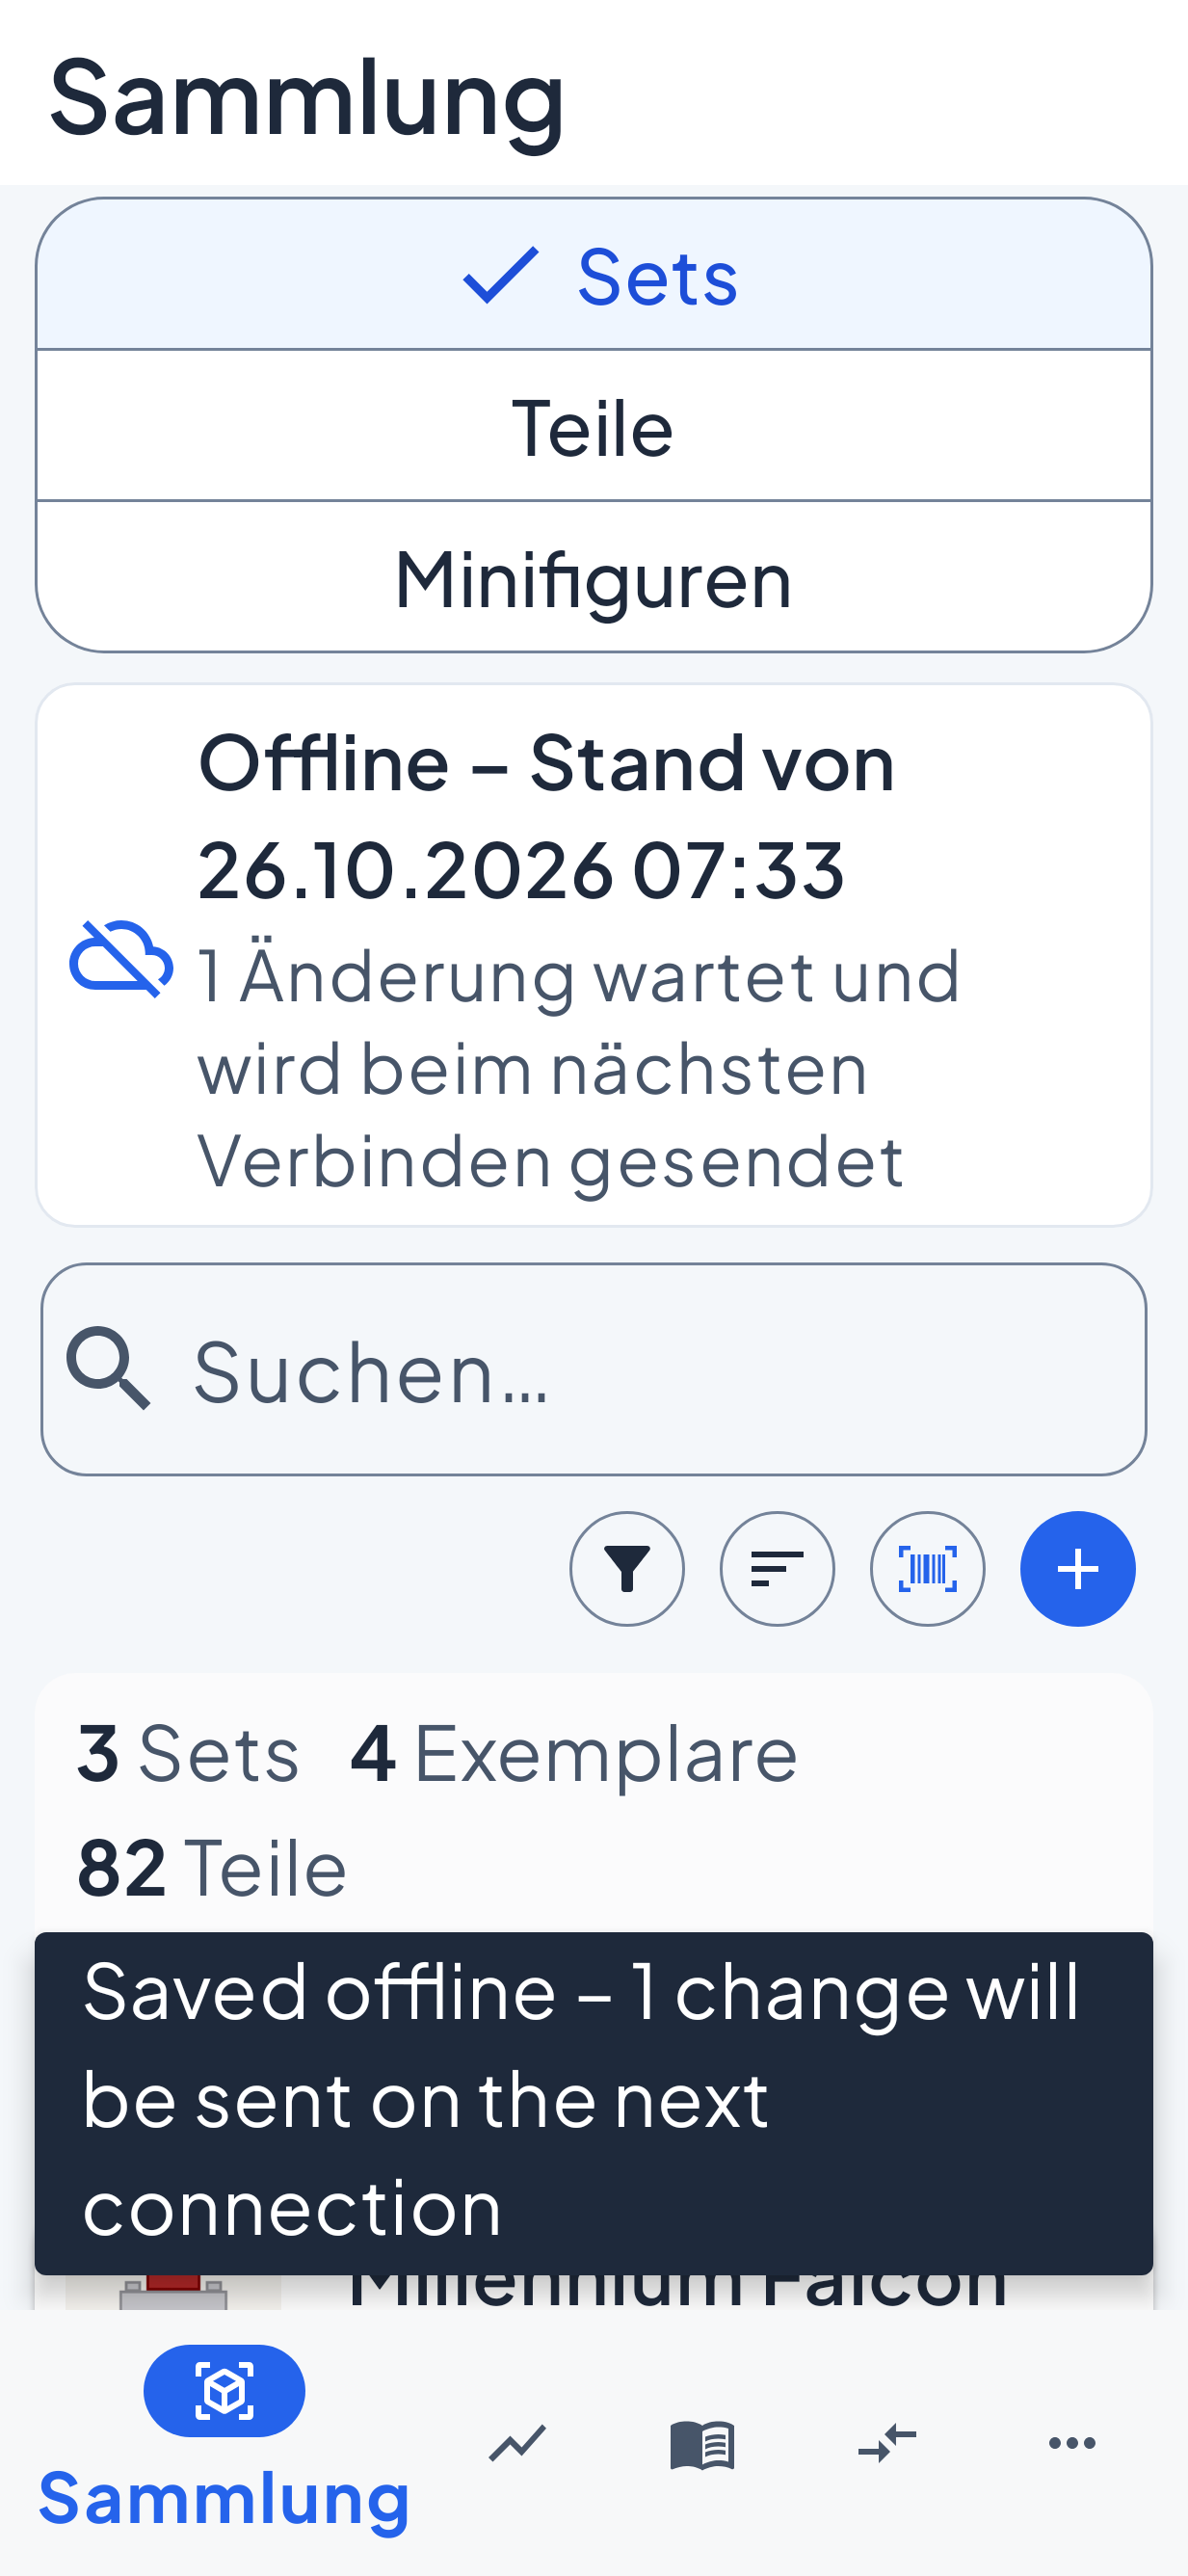 Sammlung
Sets
Teile
Minifiguren
Offline – Stand von
26.10.2026 07:33
1 Änderung wartet und
wird beim nächsten
Verbinden gesendet
Suchen…
3 Sets 4 Exemplare
82 Teile
Saved offline – 1 change will
be sent on the next
connection
Millennium Falcon
Sammlung